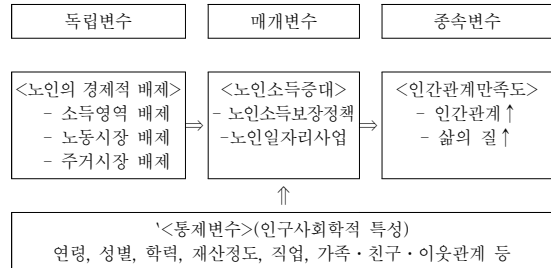 독립변수
매개변수
종속변수
<노인의 경제적 배제>
- 소득영역 배제
- 노동시장 배제
- 주거시장 배제
⇒
<노인소득증대>
- 노인소득보장정책
-노인일자리사업
⇒
<인간관계만족도>
- 인간관계↑
- 삶의 질↑
⇑
‘<통제변수>(인구사회학적 특성)
연령, 성별, 학력, 재산정도, 직업, 가족·친구·이웃관계 등